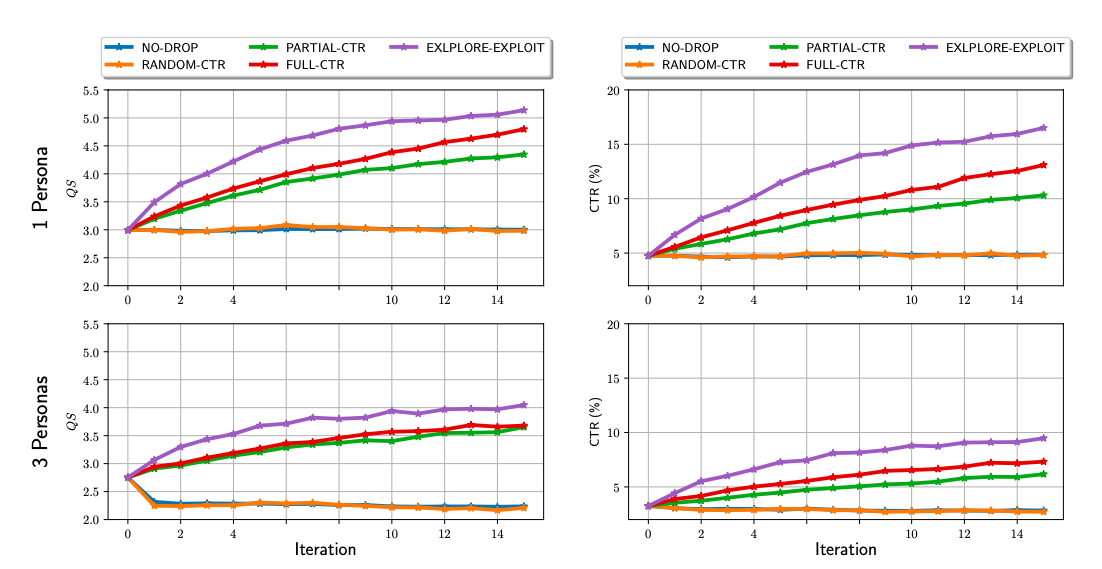 NO-DROP PARTIAL-CTR EXLPLORE-EXPLOIT
RANDOM-CTR FULL-CTR
NO-DROP PARTIAL-CTR EXLPLORE-EXPLOIT
RANDOM-CTR FULL-CTR
1 Persona
QS
5.5
5.0
4.5
4.0
3.5
3.0
2.5
2.0
0 2 4 10 12 14
CTR (%)
20
15
10
5
0 2 4 10 12 14
3 Personas
QS
5.5
5.0
4.5
4.0
3.5
3.0
2.5
2.0
0 2 4 10 12 14
Iteration
CTR (%)
20
15
10
5
0 2 4 10 12 14
Iteration